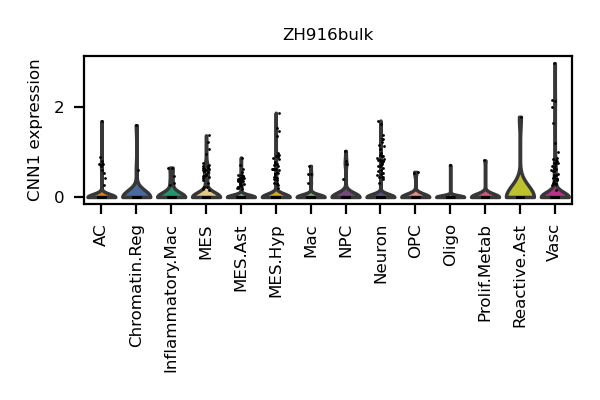 ZH916bulk
CNN1 expression
2
0
AC
Chromatin.Reg
Inflammatory.Mac
MES
MES.Ast
MES.Hyp
Mac
NPC
Neuron
OPC
Oligo
Prolif.Metab
Reactive.Ast
Vasc